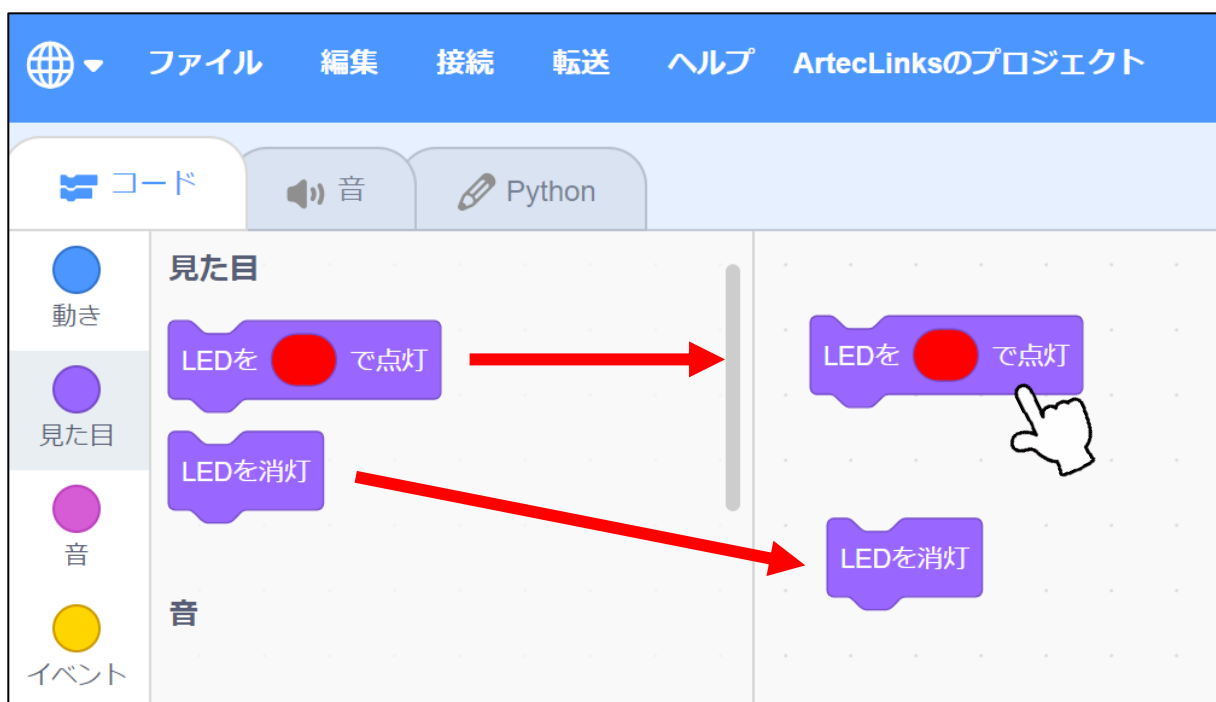 ファイル 編集 接続 転送 ヘルプ ArtecLinksのプロジェクト
コード 音 Python
動き
見た目
音
イベント
見た目
LEDを で点灯
LEDを消灯
音
LEDを で点灯
LEDを消灯